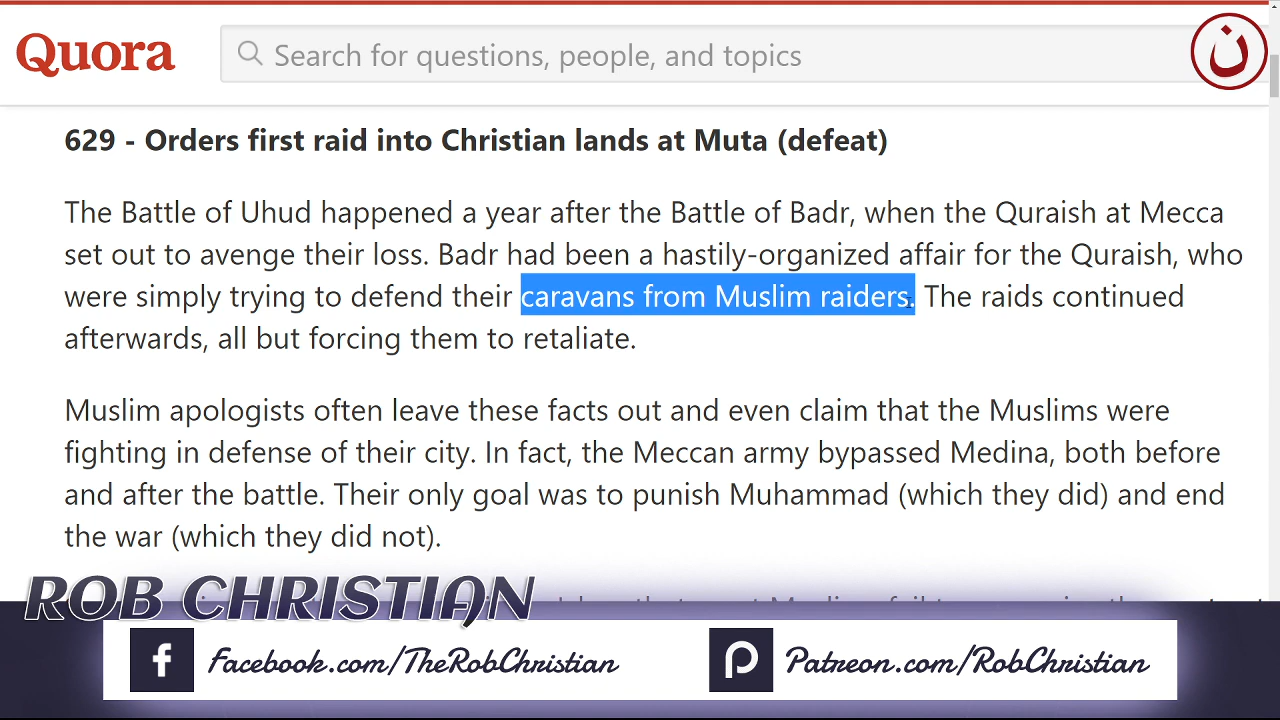 Quora
Search for questions, people, and topics
ن
629 - Orders first raid into Christian lands at Muta (defeat)
The Battle of Uhud happened a year after the Battle of Badr, when the Quraish at Mecca
set out to avenge their loss. Badr had been a hastily-organized affair for the Quraish, who
were simply trying to defend their caravans from Muslim raiders. The raids continued
afterwards, all but forcing them to retaliate.
Muslim apologists often leave these facts out and even claim that the Muslims were
fighting in defense of their city. In fact, the Meccan army bypassed Medina, both before
and after the battle. Their only goal was to punish Muhammad (which they did) and end
the war (which they did not).
ROB CHRISTIAN
Facebook.com/TheRobChristian
Patreon.com/RobChristian